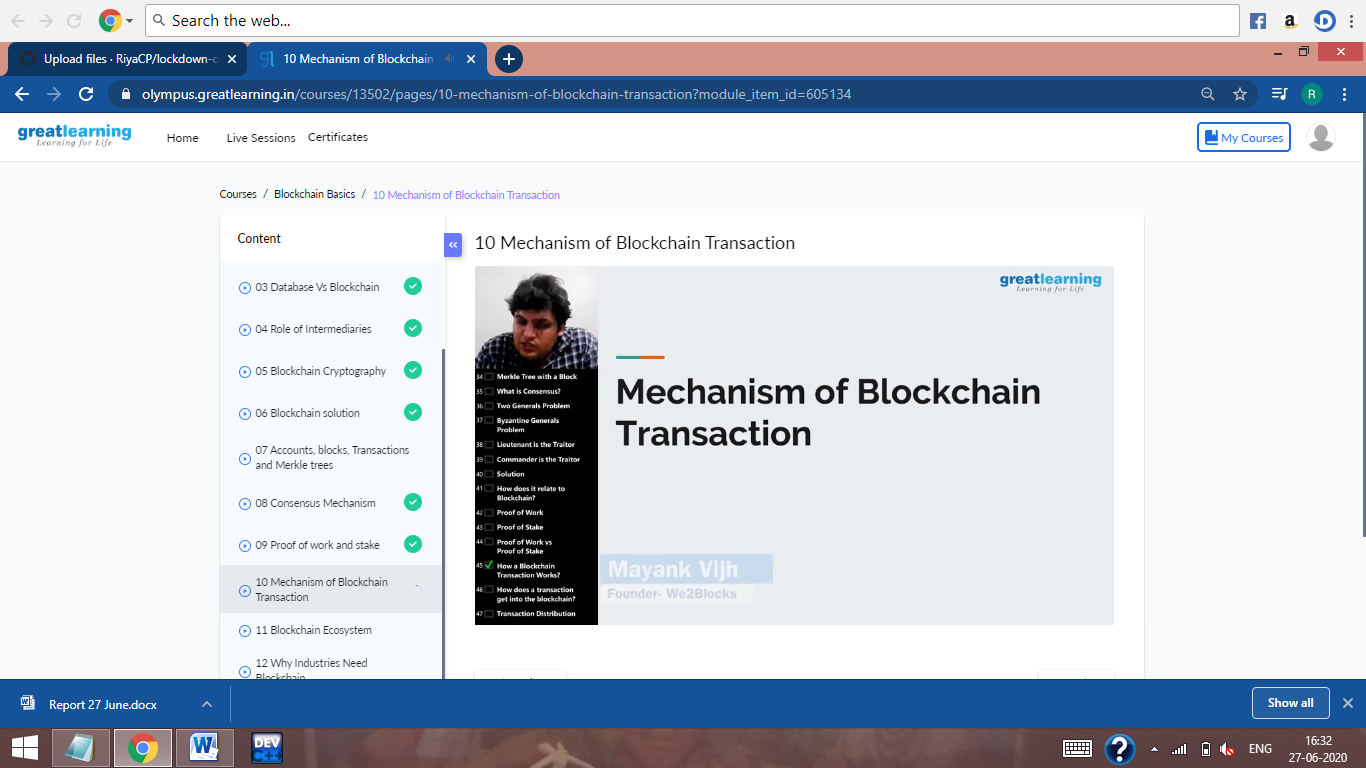 Search the web...
Upload files · RiyaCP/lockdown-c
10 Mechanism of Blockchain
olympus.greatlearning.in/courses/13502/pages/10-mechanism-of-blockchain-transaction?module_item_id=605134
R
greatlearning
Learning for Life
Home
Live Sessions
Certificates
My Courses
Courses / Blockchain Basics / 10 Mechanism of Blockchain Transaction
Content
03 Database Vs Blockchain
04 Role of Intermediaries
05 Blockchain Cryptography
06 Blockchain solution
07 Accounts, blocks, Transactions
and Merkle trees
08 Consensus Mechanism
09 Proof of work and stake
10 Mechanism of Blockchain
Transaction
11 Blockchain Ecosystem
12 Why Industries Need
Blockchain
«
10 Mechanism of Blockchain Transaction
greatlearning
Learning for Life
34 Merkle Tree with a Block
35 What is Consensus?
36 Two Generals Problem
37 Byzantine Generals
Problem
38 Lieutenant is the Traitor
39 Commander is the Traitor
40 Solution
41 How does it relate to
Blockchain?
42 Proof of Work
43 Proof of Stake
44 Proof of Work vs
Proof of Stake
45 How a Blockchain
Transaction Works?
46 How does a transaction
get into the blockchain?
47 Transaction Distribution
Mechanism of Blockchain
Transaction
Mayank Vijh
Founder- We2Blocks
Report 27 June.docx
Show all
DEV
C++
ENG
16:32
27-06-2020